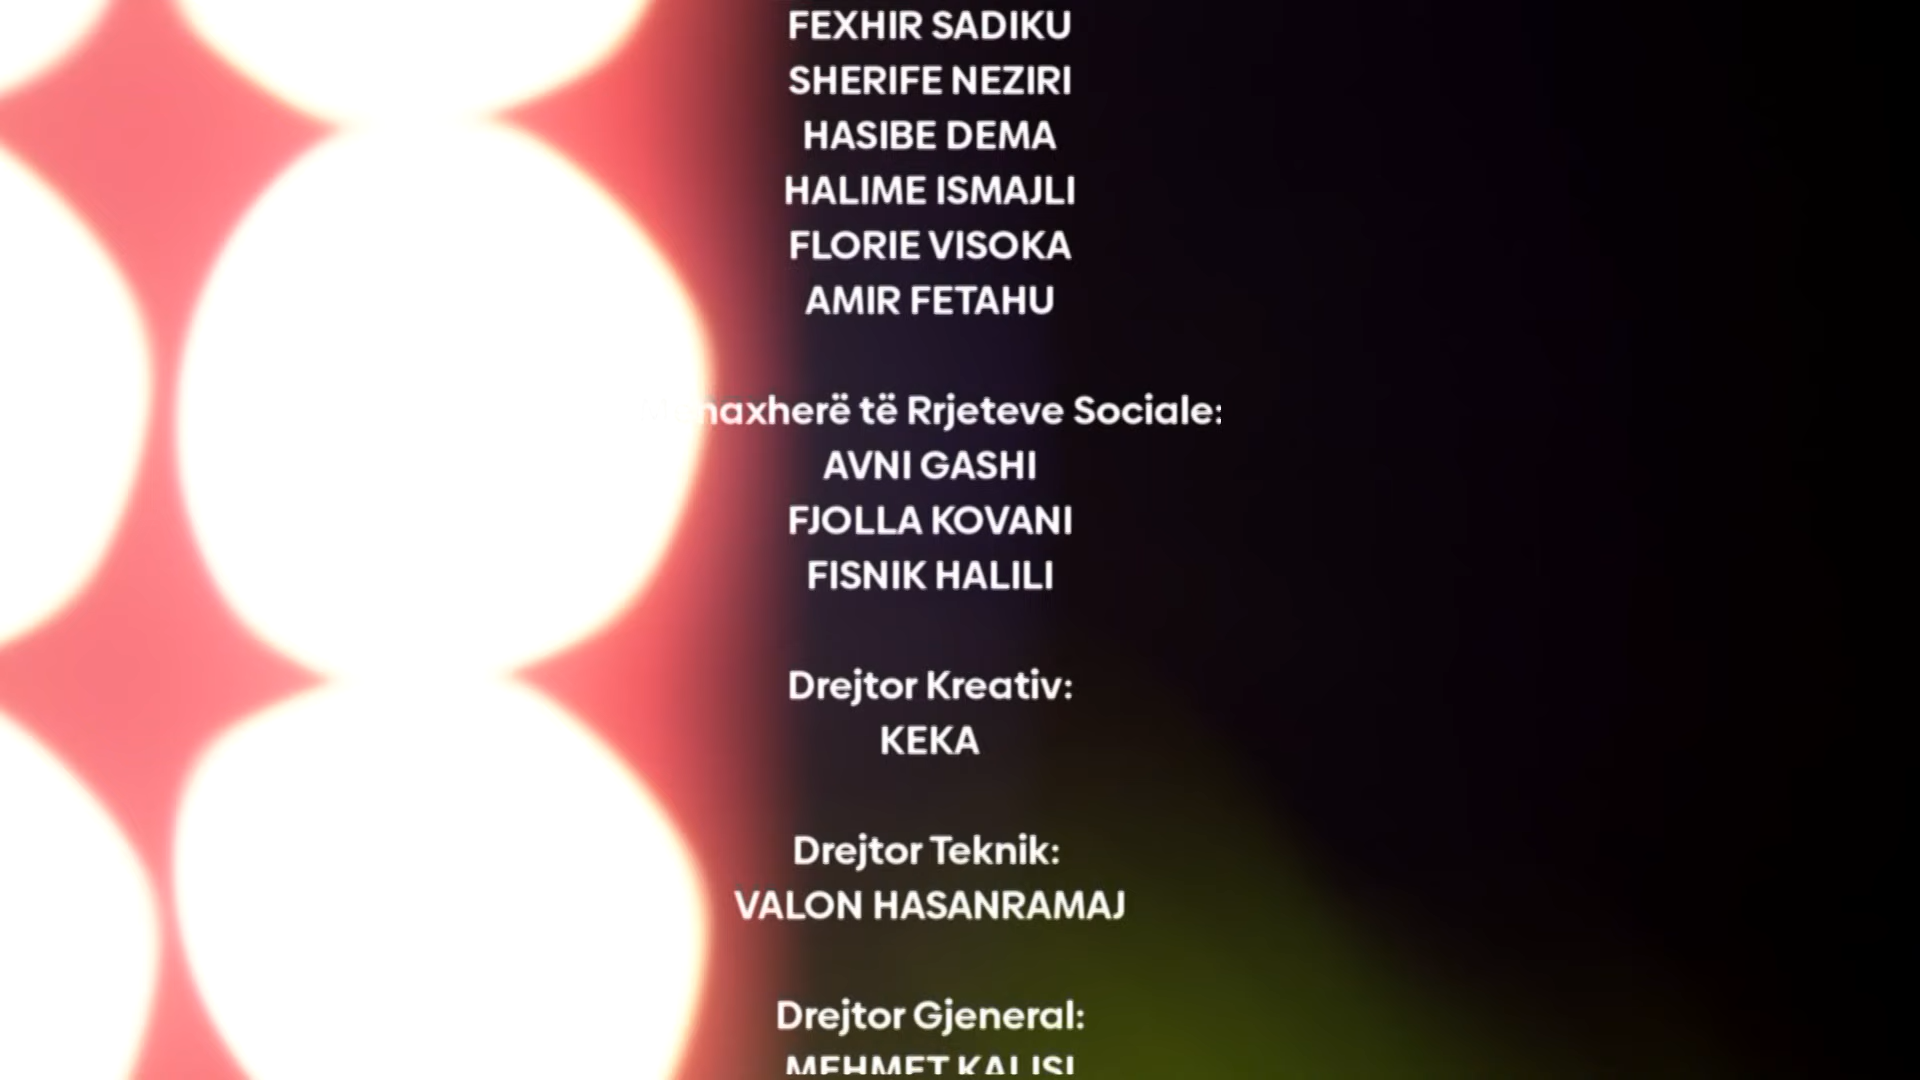 FEXHIR SADIKU
SHERIFE NEZIRI
HASIBE DEMA
HALIME ISMAJLI
FLORIE VISOKA
AMIR FETAHU
të Rrjeteve Sociale:
AVNI GASHI
FJOLLA KOVANI
FISNIK HALILI
Drejtor Kreativ:
KEKA
Drejtor Teknik:
VALON HASANRAMAJ
Drejtor Gjeneral:
MEHMET